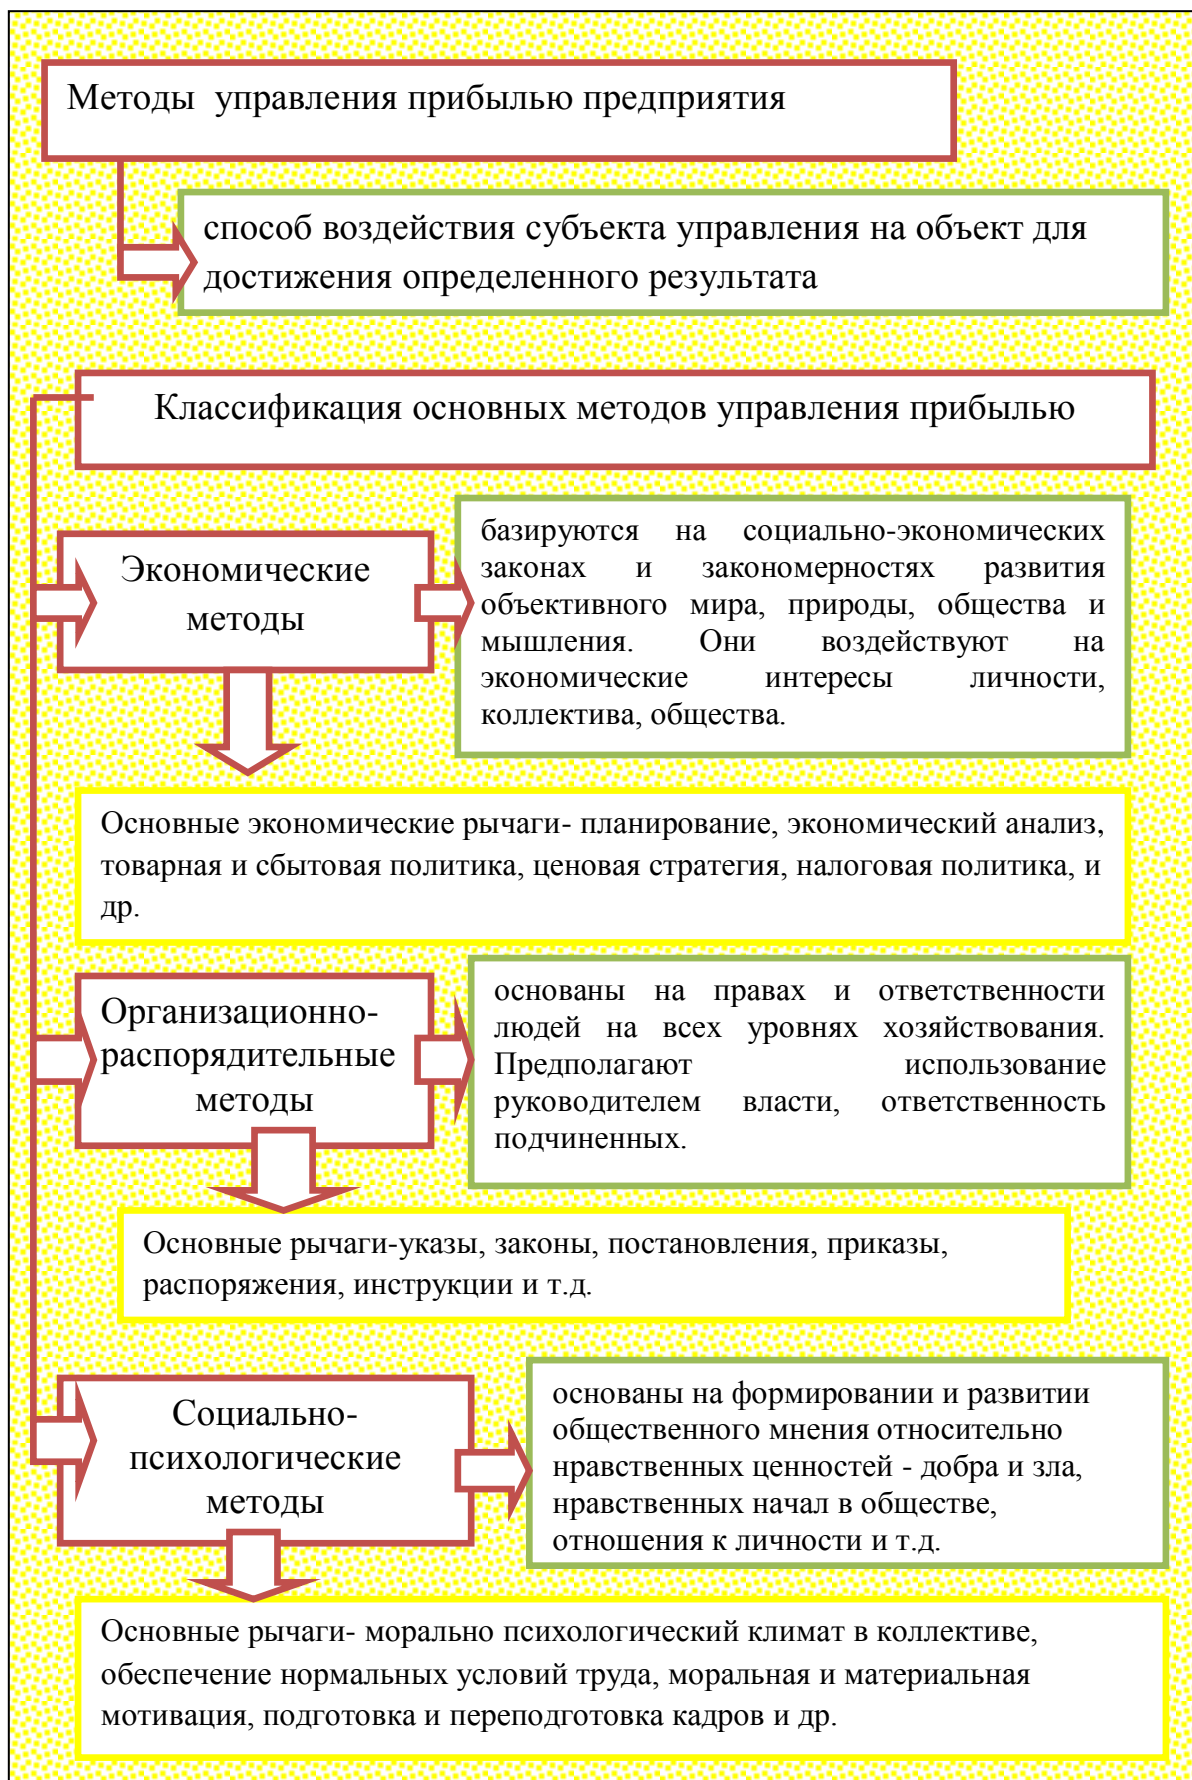 Методы управления прибылью предприятия
способ воздействия субъекта управления на объект для
достижения определенного результата
Классификация основных методов управления прибылью
Экономические
методы
базируются на социально-экономических
законах и закономерностях развития
объективного мира, природы, общества и
мышления. Они воздействуют на
экономические интересы личности,
коллектива, общества.
Основные экономические рычаги- планирование, экономический анализ,
товарная и сбытовая политика, ценовая стратегия, налоговая политика, и
др.
Организационно-
распорядительные
методы
основаны на правах и ответственности
людей на всех уровнях хозяйствования.
Предполагают использование
руководителем власти, ответственность
подчиненных.
Основные рычаги-указы, законы, постановления, приказы,
распоряжения, инструкции и т.д.
Социально-
психологические
методы
основаны на формировании и развитии
общественного мнения относительно
нравственных ценностей - добра и зла,
нравственных начал в обществе,
отношения к личности и т.д.
Основные рычаги- морально психологический климат в коллективе,
обеспечение нормальных условий труда, моральная и материальная
мотивация, подготовка и переподготовка кадров и др.